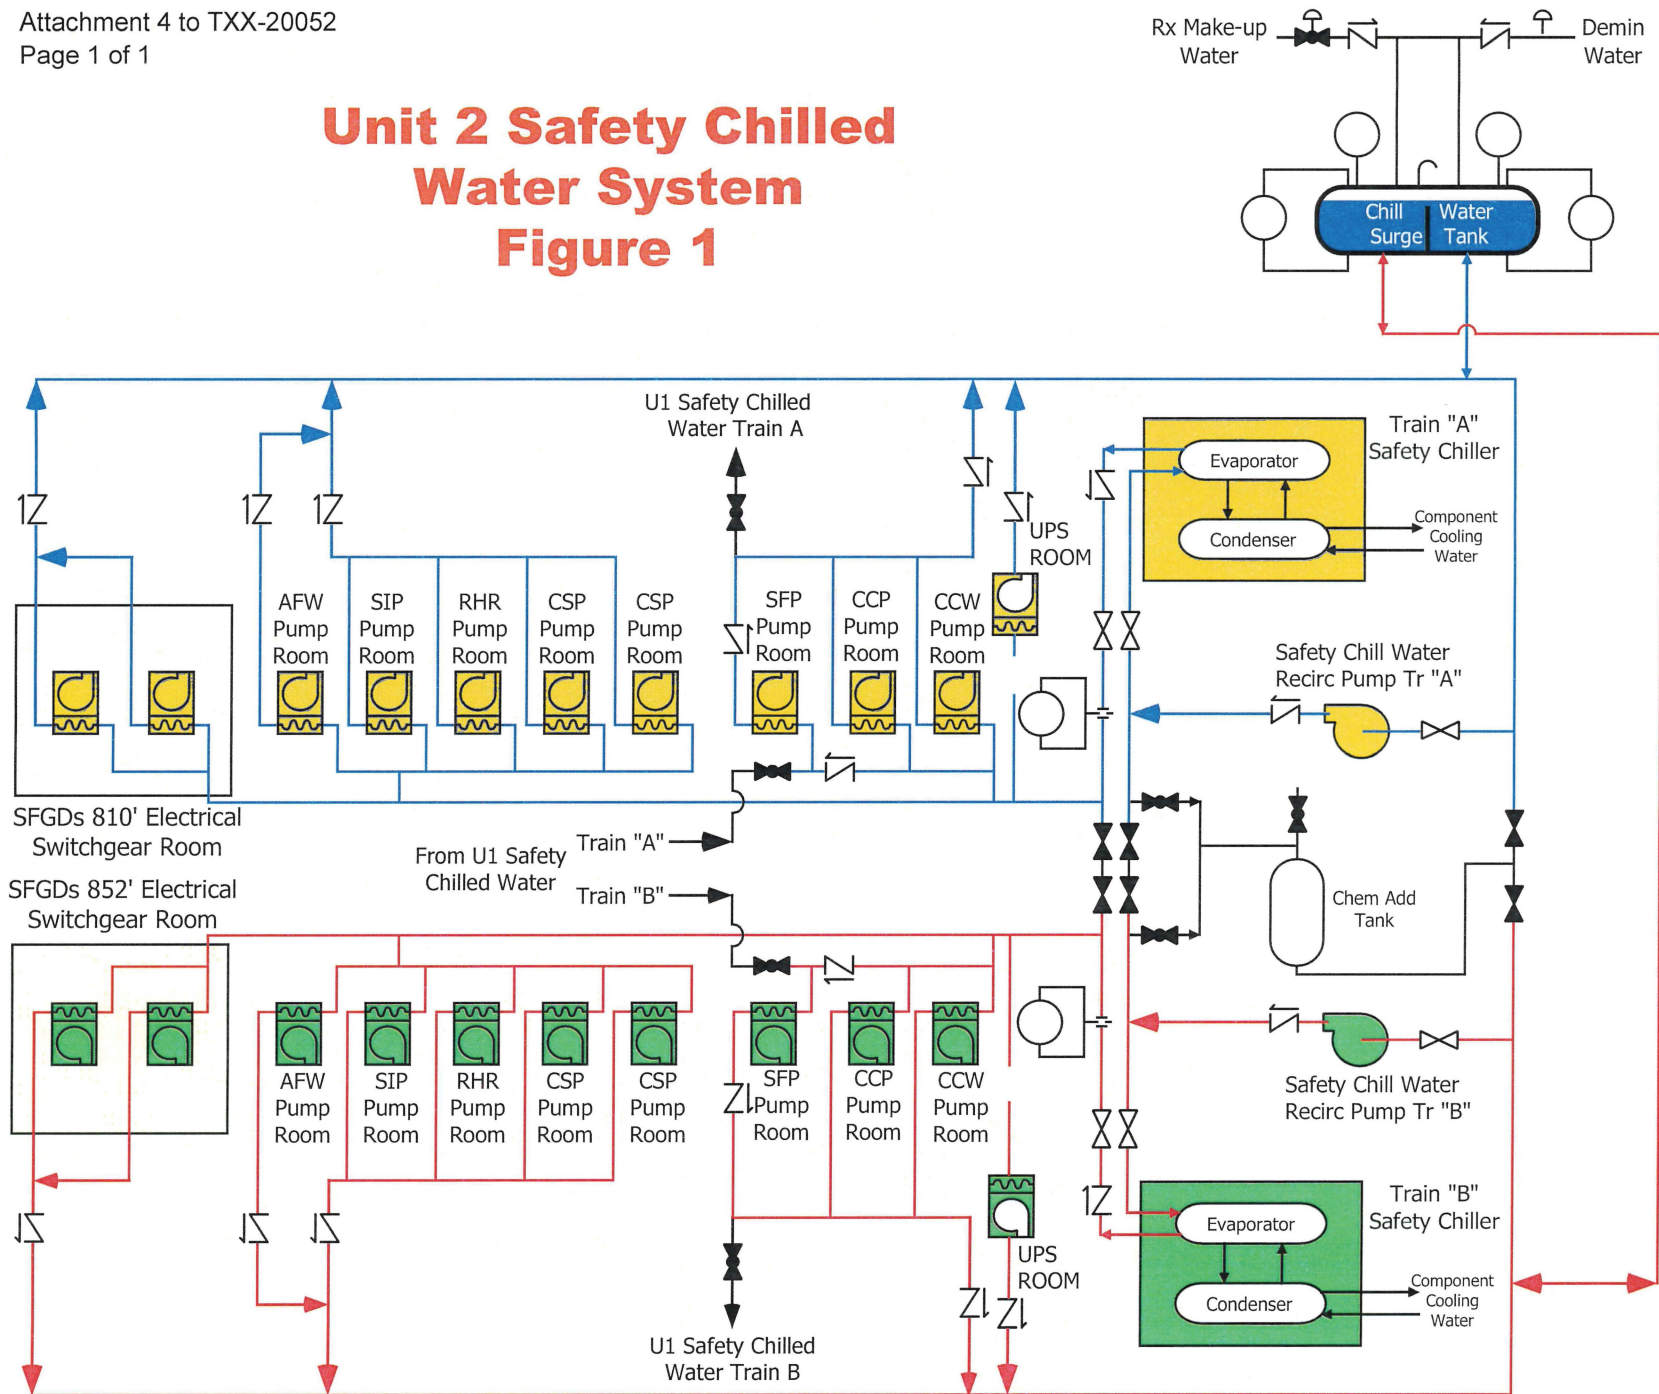 Attachment 4 to TXX-20052
Page 1 of 1
Rx Make-up
Water
Demin
Water
Unit 2 Safety Chilled
Water System
Figure 1
Chill
Surge
Water
Tank
U1 Safety Chilled
Water Train A
Train "A"
Safety Chiller
Evaporator
Condenser
Component
Cooling
Water
UPS
ROOM
AFW
Pump
Room
SIP
Pump
Room
RHR
Pump
Room
CSP
Pump
Room
CSP
Pump
Room
SFP
Pump
Room
CCP
Pump
Room
CCW
Pump
Room
Safety Chill Water
Recirc Pump Tr "A"
SFGDs 810' Electrical
Switchgear Room
From U1 Safety
Chilled Water
Train "A"
Train "B"
SFGDs 852' Electrical
Switchgear Room
Chem Add
Tank
AFW
Pump
Room
SIP
Pump
Room
RHR
Pump
Room
CSP
Pump
Room
CSP
Pump
Room
SFP
Pump
Room
CCP
Pump
Room
CCW
Pump
Room
Safety Chill Water
Recirc Pump Tr "B"
UPS
ROOM
Train "B"
Safety Chiller
Evaporator
Condenser
Component
Cooling
Water
U1 Safety Chilled
Water Train B